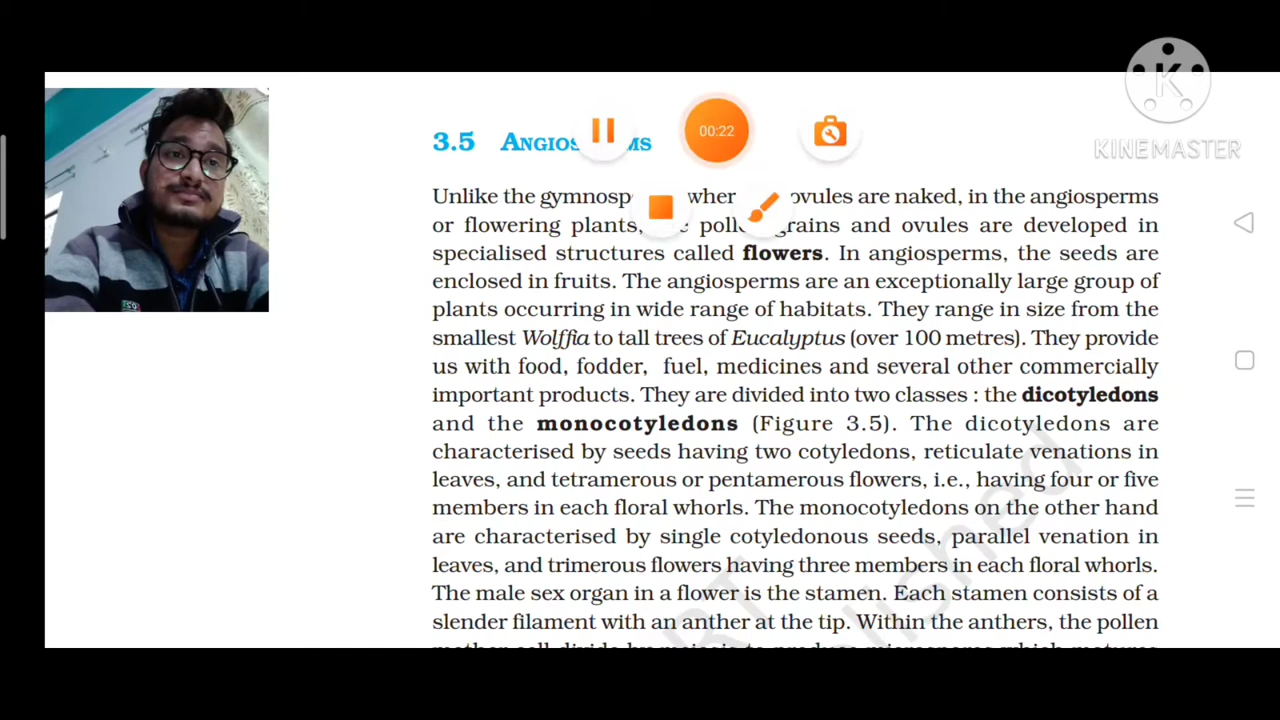 KINEMASTER
00:22
3.5 ANGIOS MS
Unlike the gymnosp wher ovules are naked, in the angiosperms
or flowering plants, poll grains and ovules are developed in
specialised structures called flowers. In angiosperms, the seeds are
enclosed in fruits. The angiosperms are an exceptionally large group of
plants occurring in wide range of habitats. They range in size from the
smallest Wolffia to tall trees of Eucalyptus (over 100 metres). They provide
us with food, fodder, fuel, medicines and several other commercially
important products. They are divided into two classes : the dicotyledons
and the monocotyledons (Figure 3.5). The dicotyledons are
characterised by seeds having two cotyledons, reticulate venations in
leaves, and tetramerous or pentamerous flowers, i.e., having four or five
members in each floral whorls. The monocotyledons on the other hand
are characterised by single cotyledonous seeds, parallel venation in
leaves, and trimerous flowers having three members in each floral whorls.
The male sex organ in a flower is the stamen. Each stamen consists of a
slender filament with an anther at the tip. Within the anthers, the pollen